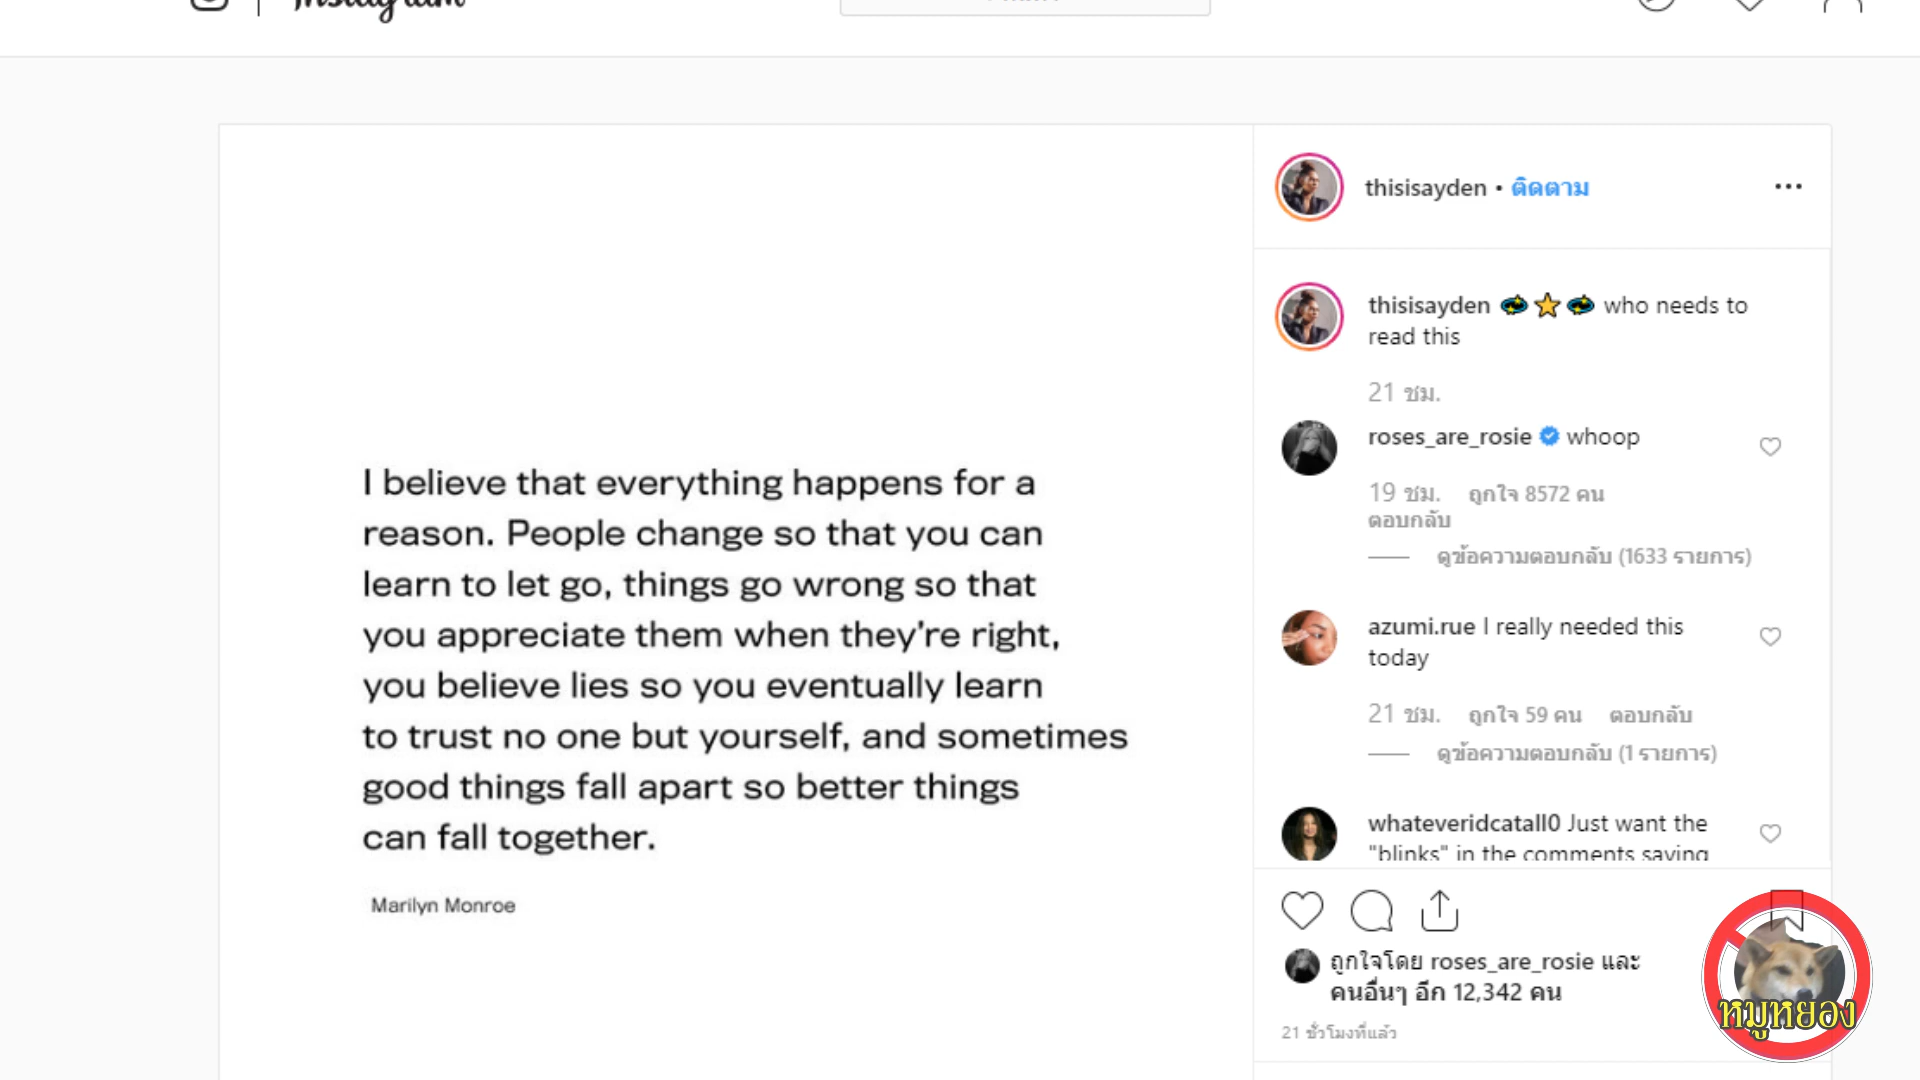 Instagram
I believe that everything happens for a
reason. People change so that you can
learn to let go, things go wrong so that
you appreciate them when they're right,
you believe lies so you eventually learn
to trust no one but yourself, and sometimes
good things fall apart so better things
can fall together.
Marilyn Monroe
thisisayden • ติดตาม
thisisayden 💫⭐💫 who needs to
read this
21 ชม.
roses_are_rosie whoop
19 ชม. ถูกใจ 8572 คน
ตอบกลับ
ดูข้อความตอบกลับ (1633 รายการ)
azumi.rue I really needed this
today
21 ชม. ถูกใจ 59 คน ตอบกลับ
ดูข้อความตอบกลับ (1 รายการ)
whateveridcatall0 Just want the
"blinks" in the comments saying
ถูกใจโดย roses_are_rosie และ
คนอื่นๆ อีก 12,342 คน
21 ชั่วโมงที่แล้ว
หมูหยอง